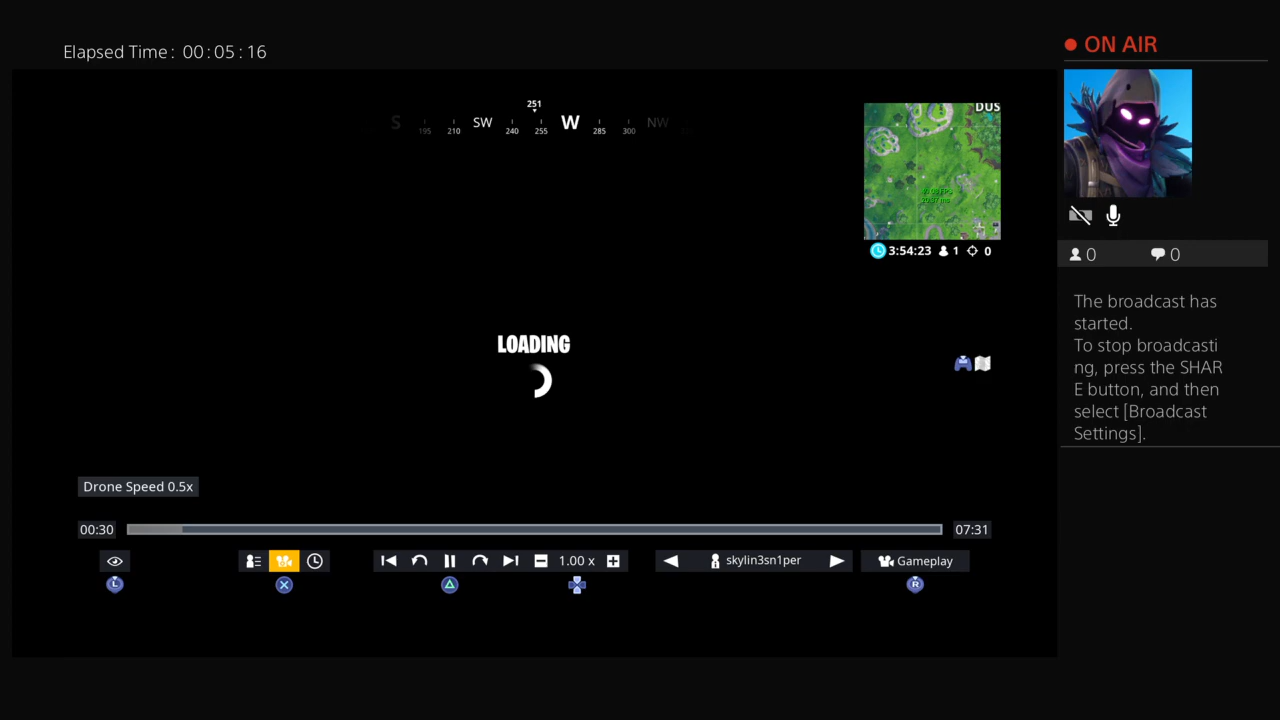 Elapsed Time: 00:05:16
ON AIR
251
S 195 210 SW 240 255 W 285 300 NW
DUS
3:54:23 1 0
0 0
The broadcast has
started.
To stop broadcasti
ng, press the SHAR
E button, and then
select [Broadcast
Settings].
LOADING
Drone Speed 0.5x
00:30 07:31
1.00 x skylin3sn1per Gameplay
L R